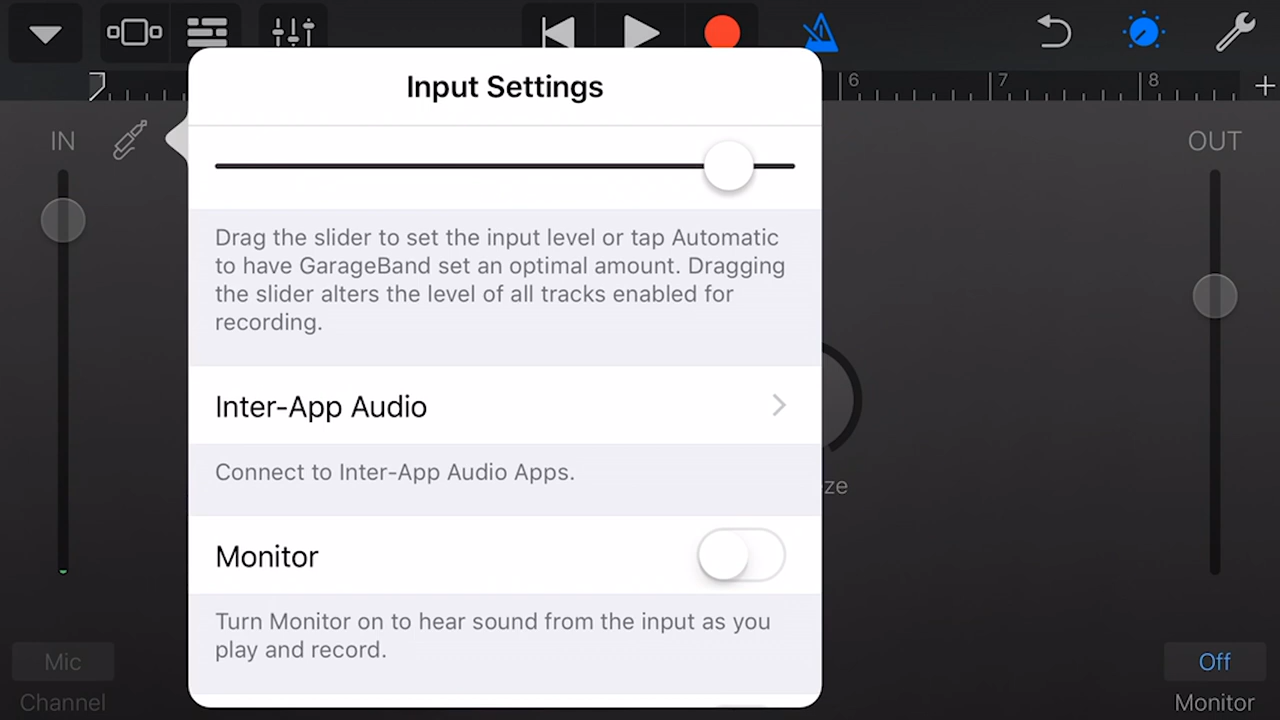 Input Settings
6
7
8
IN
OUT
Drag the slider to set the input level or tap Automatic
to have GarageBand set an optimal amount. Dragging
the slider alters the level of all tracks enabled for
recording.
Inter-App Audio
ze
Connect to Inter-App Audio Apps.
Monitor
Turn Monitor on to hear sound from the input as you
play and record.
Mic
Channel
Off
Monitor